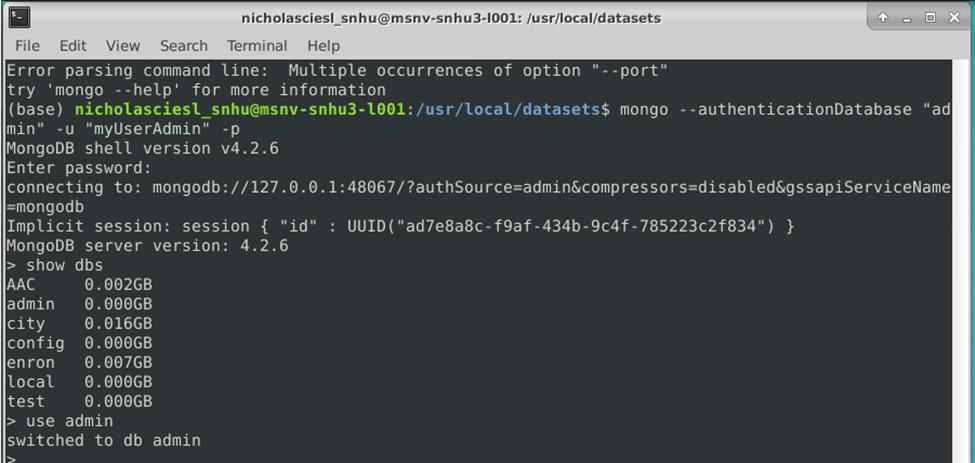 nicholasciesl_snhu@msnv-snhu3-l001: /usr/local/datasets
File Edit View Search Terminal Help
Error parsing command line:  Multiple occurrences of option "--port"
try 'mongo --help' for more information
(base) nicholasciesl_snhu@msnv-snhu3-l001:/usr/local/datasets$ mongo --authenticationDatabase "ad
min" -u "myUserAdmin" -p
MongoDB shell version v4.2.6
Enter password:
connecting to: mongodb://127.0.0.1:48067/?authSource=admin&compressors=disabled&gssapiServiceName
=mongodb
Implicit session: session { "id" : UUID("ad7e8a8c-f9af-434b-9c4f-785223c2f834") }
MongoDB server version: 4.2.6
> show dbs
AAC     0.002GB
admin   0.000GB
city    0.016GB
config  0.000GB
enron   0.007GB
local   0.000GB
test    0.000GB
> use admin
switched to db admin
>